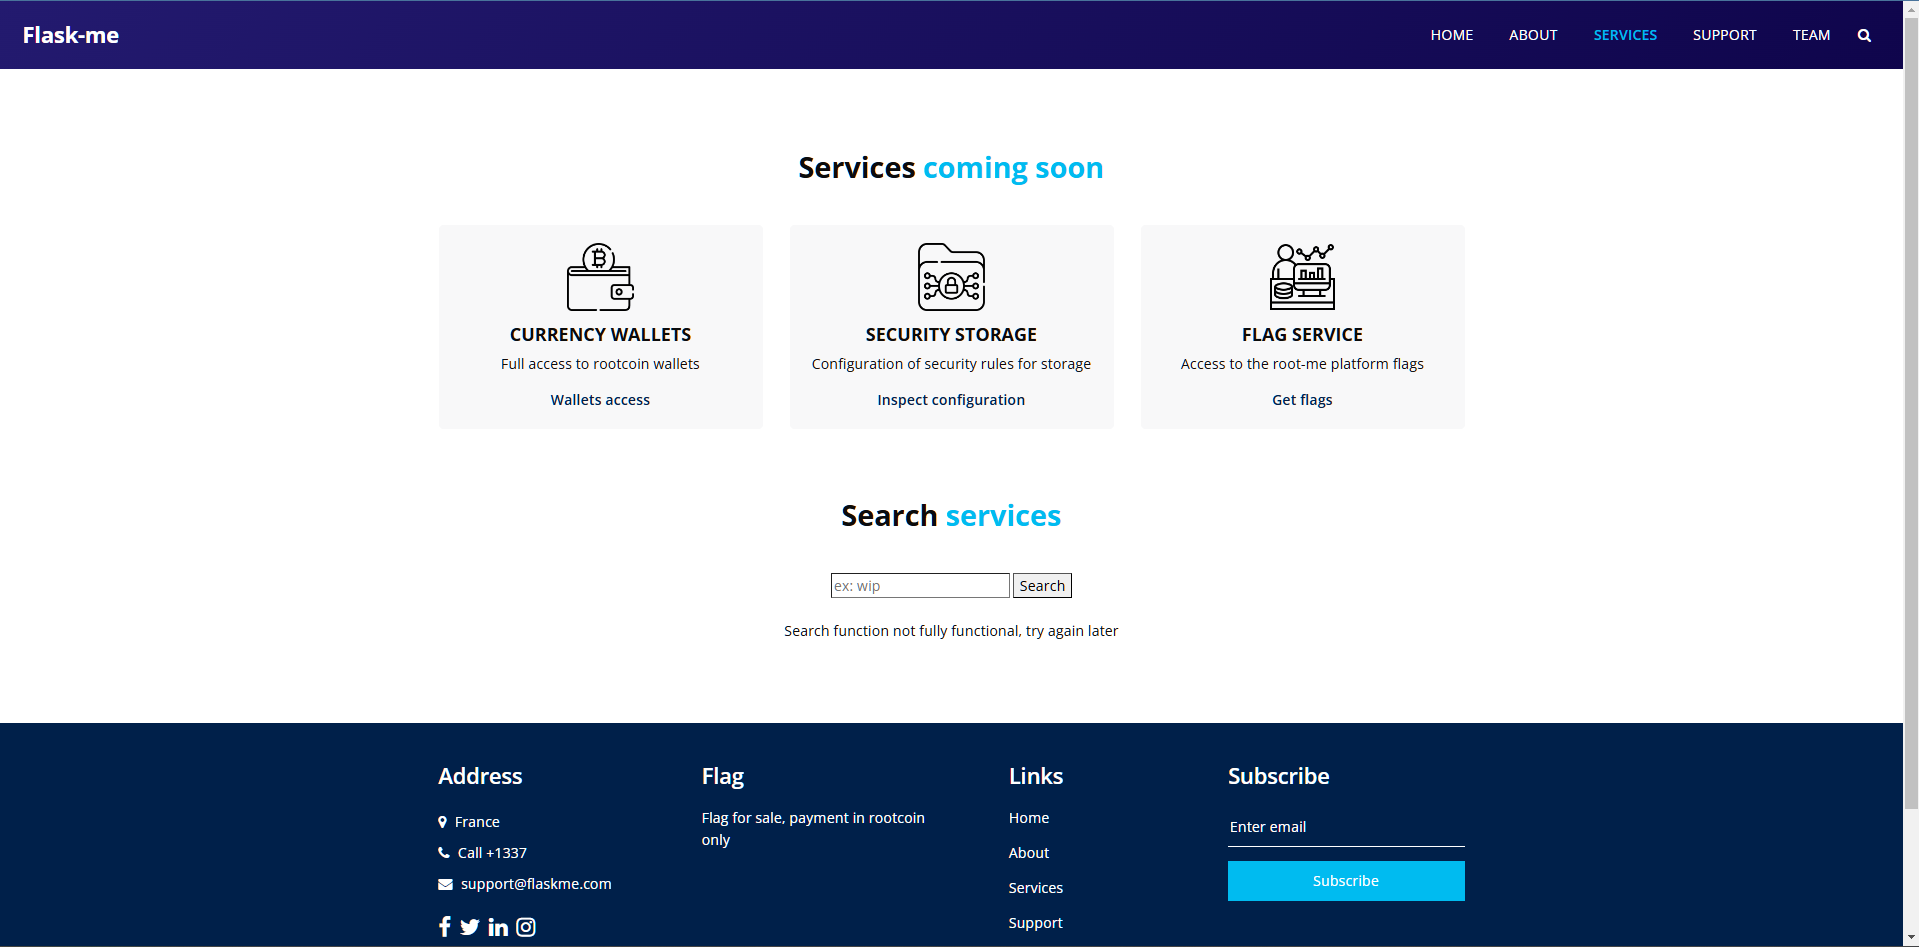 Flask-me
HOME ABOUT SERVICES SUPPORT TEAM
Services coming soon
CURRENCY WALLETS
Full access to rootcoin wallets
Wallets access
SECURITY STORAGE
Configuration of security rules for storage
Inspect configuration
FLAG SERVICE
Access to the root-me platform flags
Get flags
Search services
ex: wip Search
Search function not fully functional, try again later
Address
France
Call +1337
support@flaskme.com
Flag
Flag for sale, payment in rootcoin
only
Links
Home
About
Services
Support
Subscribe
Enter email
Subscribe